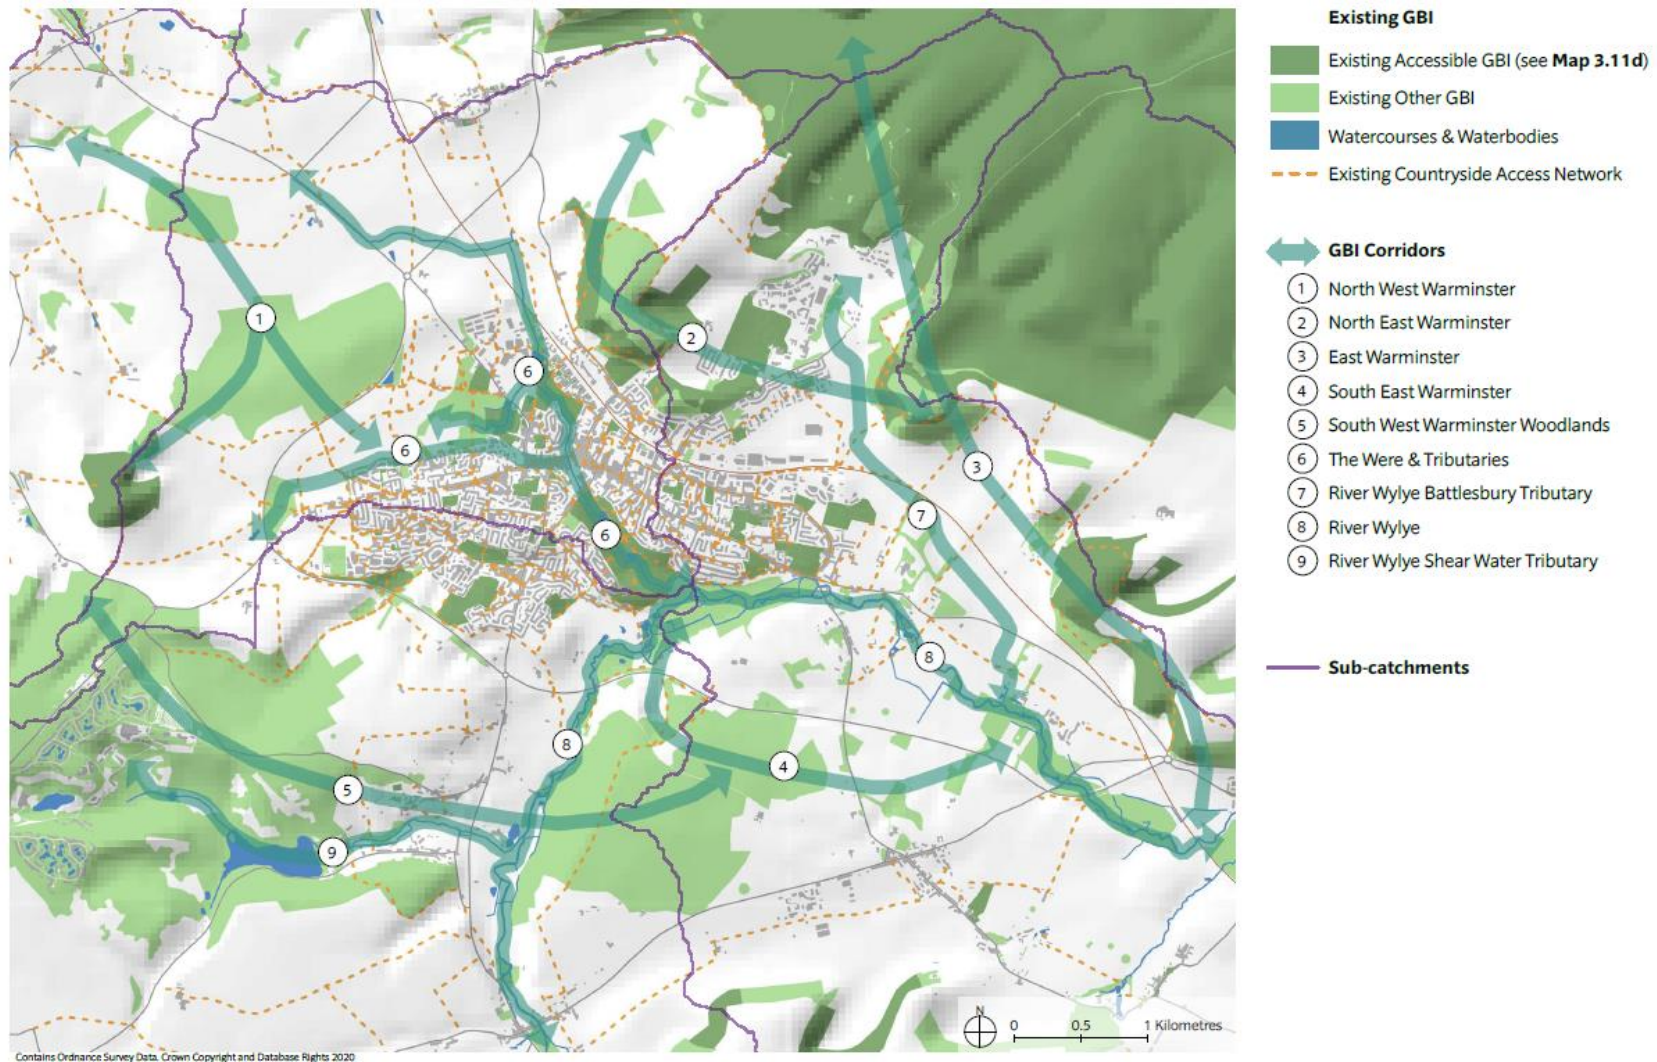 Existing GBI
Existing Accessible GBI (see Map 3.11d)
Existing Other GBI
Watercourses & Waterbodies
Existing Countryside Access Network
GBI Corridors
1 North West Warminster
2 North East Warminster
3 East Warminster
4 South East Warminster
5 South West Warminster Woodlands
6 The Were & Tributaries
7 River Wylye Battlesbury Tributary
8 River Wylye
9 River Wylye Shear Water Tributary
Sub-catchments
1
2
6
6
3
7
6
8
8
4
5
9
N
0 0.5 1 Kilometres
Contains Ordnance Survey Data. Crown Copyright and Database Rights 2020